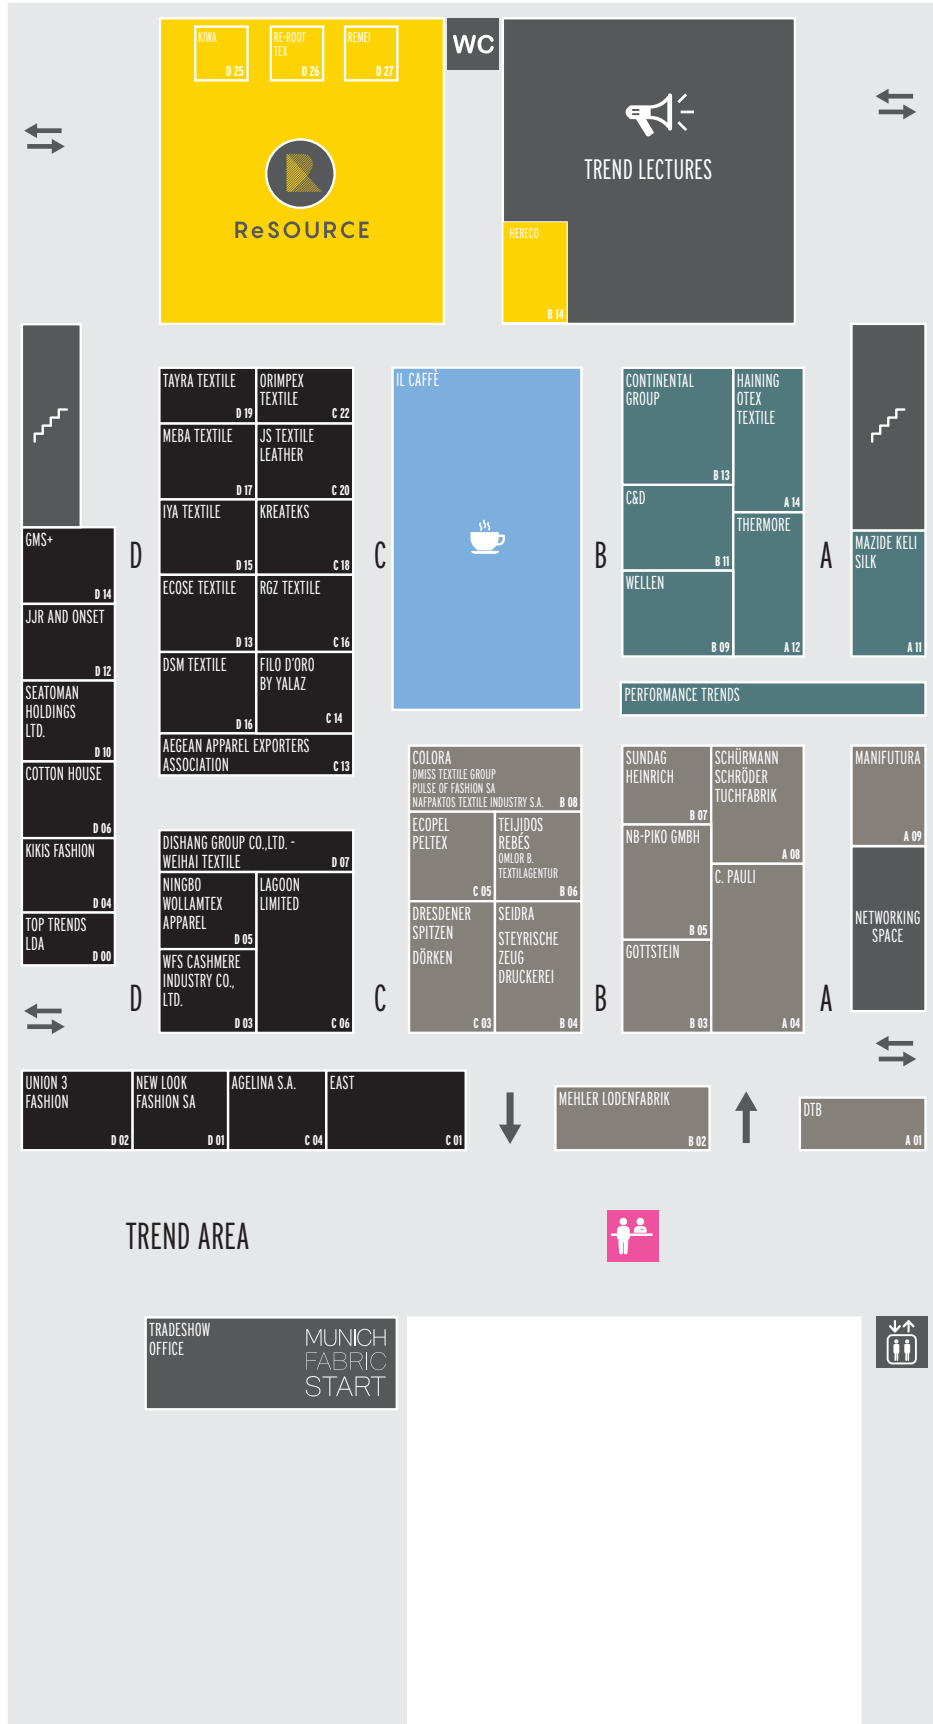 KIWA
D 25
RE-ROOT
TEX
D 26
REMEI
D 27
WC
R
ReSOURCE
TREND LECTURES
HERECO
B 14
TAYRA TEXTILE
D 19
ORIMPEX
TEXTILE
C 22
MEBA TEXTILE
D 17
JS TEXTILE
LEATHER
C 20
IYA TEXTILE
D 15
KREATEKS
C 18
ECOSE TEXTILE
D 13
RGZ TEXTILE
C 16
DSM TEXTILE
D 16
FILO D'ORO
BY YALAZ
C 14
AEGEAN APPAREL EXPORTERS
ASSOCIATION
C 13
IL CAFFÈ
CONTINENTAL
GROUP
B 13
HAINING
OTEX
TEXTILE
A 14
C&D
B 11
THERMORE
A 12
WELLEN
B 09
MAZIDE KELI
SILK
A 11
PERFORMANCE TRENDS
D
C
B
A
GMS+
D 14
JJR AND ONSET
D 12
SEATOMAN
HOLDINGS
LTD.
D 10
COTTON HOUSE
D 06
KIKIS FASHION
D 04
TOP TRENDS
LDA
D 00
DISHANG GROUP CO.,LTD. -
WEIHAI TEXTILE
D 07
NINGBO
WOLLAMTEX
APPAREL
D 05
LAGOON
LIMITED
C 06
WFS CASHMERE
INDUSTRY CO.,
LTD.
D 03
COLORA
DMISS TEXTILE GROUP
PULSE OF FASHION SA
NAFPAKTOS TEXTILE INDUSTRY S.A.
B 08
ECOPEL
PELTEX
C 05
TEIJIDOS
REBÉS
OMLOR B.
TEXTILAGENTUR
B 06
DRESDENER
SPITZEN
DÖRKEN
C 03
SEIDRA
STEYRISCHE
ZEUG
DRUCKEREI
B 04
SUNDAG
HEINRICH
B 07
SCHÜRMANN
SCHRÖDER
TUCHFABRIK
A 08
NB-PIKO GMBH
B 05
C. PAULI
A 04
GOTTSTEIN
B 03
MANIFUTURA
A 09
NETWORKING
SPACE
D
C
B
A
UNION 3
FASHION
D 02
NEW LOOK
FASHION SA
D 01
AGELINA S.A.
C 04
EAST
C 01
MEHLER LODENFABRIK
B 02
DTB
A 01
TREND AREA
TRADESHOW
OFFICE
MUNICH
FABRIC
START